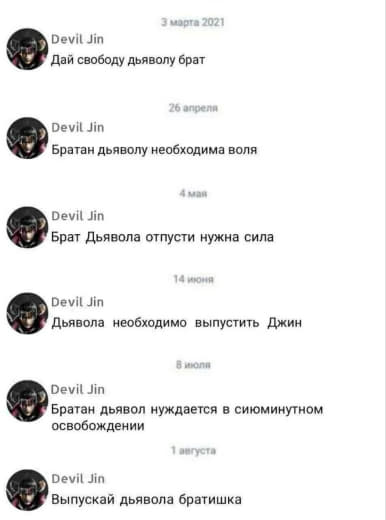 3 марта 2021
Devil Jin
Дай свободу дьяволу брат
26 апреля
Devil Jin
Братан дьяволу необходима воля
4 мая
Devil Jin
Брат Дьявола отпусти нужна сила
14 июня
Devil Jin
Дьявола необходимо выпустить Джин
8 июля
Devil Jin
Братан дьявол нуждается в сиюминутном
освобождении
1 августа
Devil Jin
Выпускай дьявола братишка